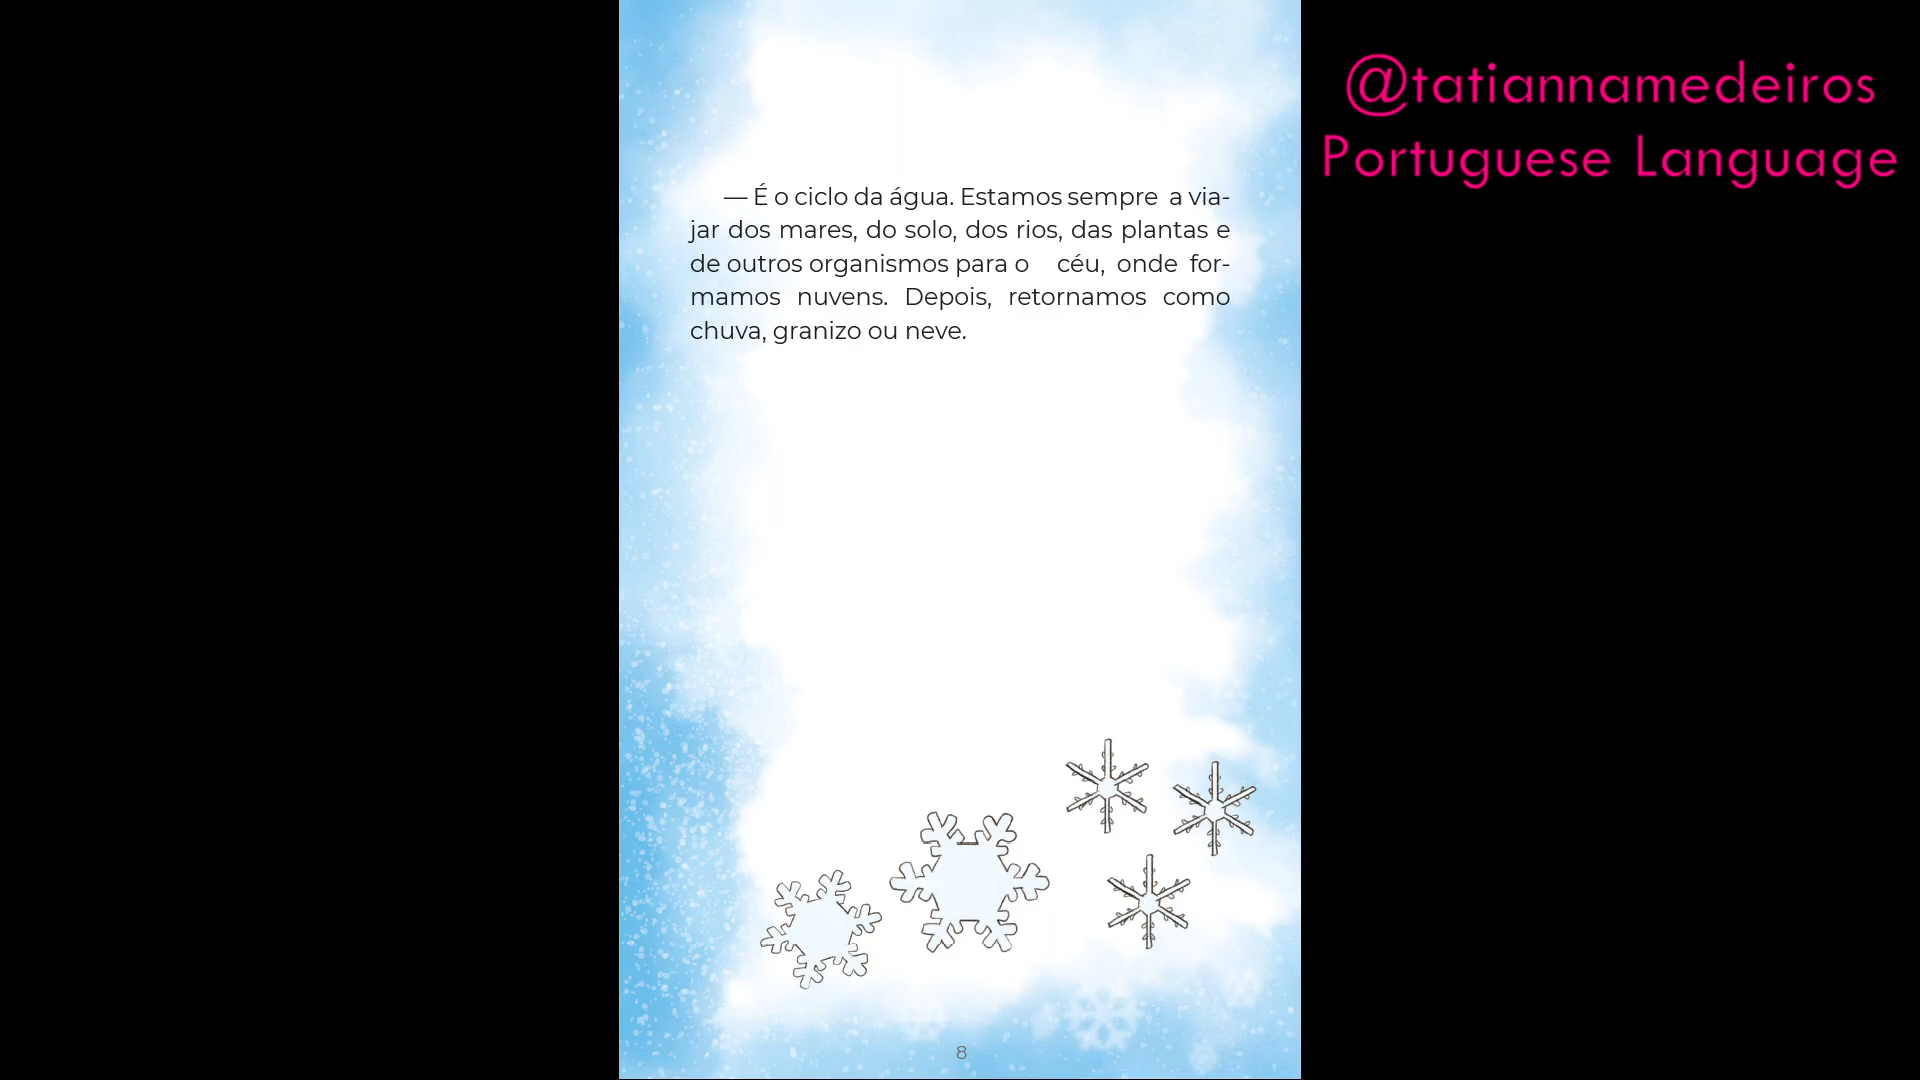 — É o ciclo da água. Estamos sempre a via-
jar dos mares, do solo, dos rios, das plantas e
de outros organismos para o céu, onde for-
mamos nuvens. Depois, retornamos como
chuva, granizo ou neve.
8
@tatiannamedeiros
Portuguese Language